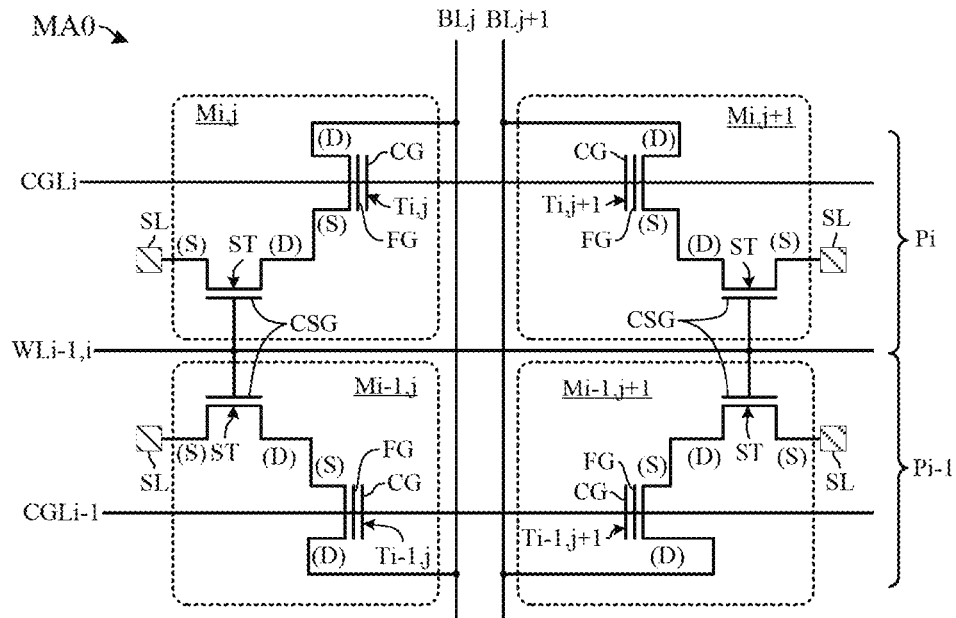 BLj BLj+1
MA0
Mi,j
Mi,j+1
(D)
(D)
CG
CG
CGLi
Ti,j
Ti,j+1
(S)
FG
FG
(S)
Pi
SL
(S)
ST
(D)
(D)
ST
(S)
SL
CSG
CSG
WLi-1,i
Mi-1,j
Mi-1,j+1
(S)
ST
(D)
(S)
FG
FG
(S)
(D)
ST
(S)
SL
CG
CG
SL
Pi-1
CGLi-1
(D)
Ti-1,j
Ti-1,j+1
(D)